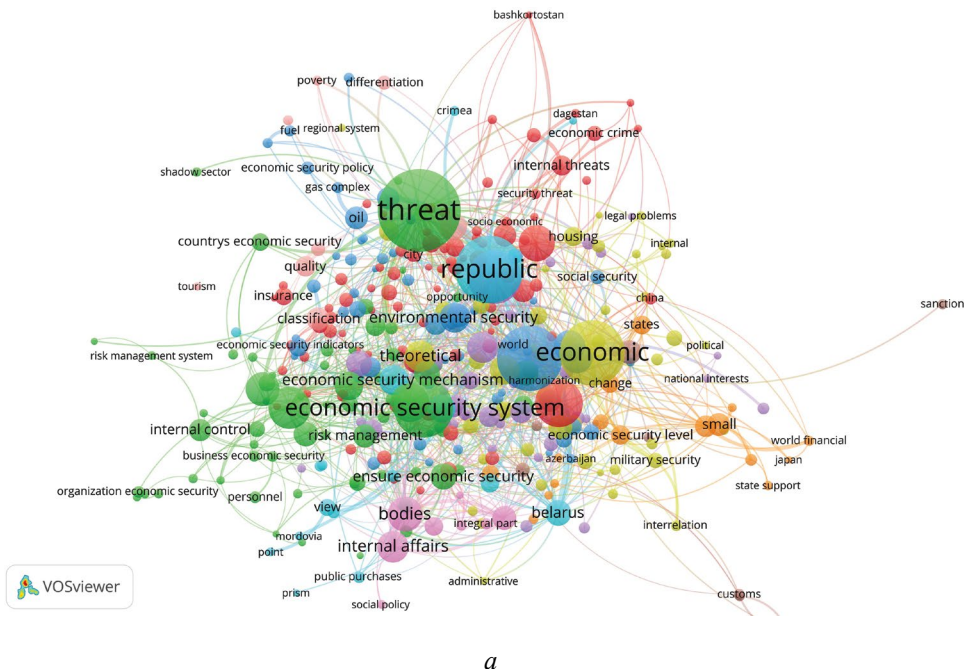 bashkortostan
poverty
differentiation
crimea
dagestan
fuel
regional system
economic crime
shadow sector
economic security policy
internal threats
gas complex
security threat
oil
threat
socio economic
legal problems
countrys economic security
city
housing
internal
quality
republic
social security
tourism
insurance
opportunity
china
sanction
classification
environmental security
states
risk management system
economic security indicators
theoretical
world
economic
political
economic security mechanism
harmonization
change
national interests
economic security system
internal control
risk management
economic security level
small
world financial
business economic security
azerbaijan
military security
japan
organization economic security
personnel
ensure economic security
state support
view
bodies
integral part
belarus
interrelation
mordovia
point
internal affairs
public purchases
administrative
prism
social policy
customs
VOSviewer
a